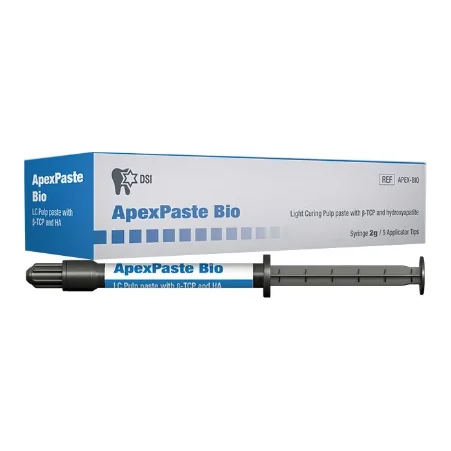 ApexPaste
Bio
LC Pulp paste with
β-TCP and HA
DSI
ApexPaste Bio
REF APEX-BIO
Light Curing Pulp paste with β-TCP and hydroxyapatite
Syringe 2g / 5 Applicator Tips
ApexPaste Bio
LC Pulp paste with β-TCP and HA